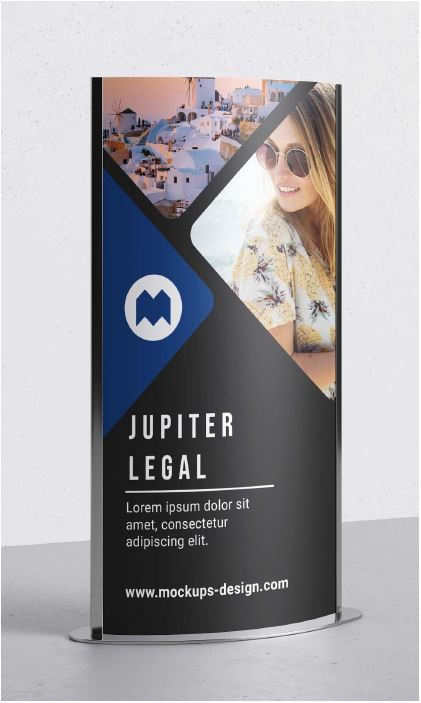 JUPITER
LEGAL
Lorem ipsum dolor sit
amet, consectetur
adipiscing elit.
www.mockups-design.com